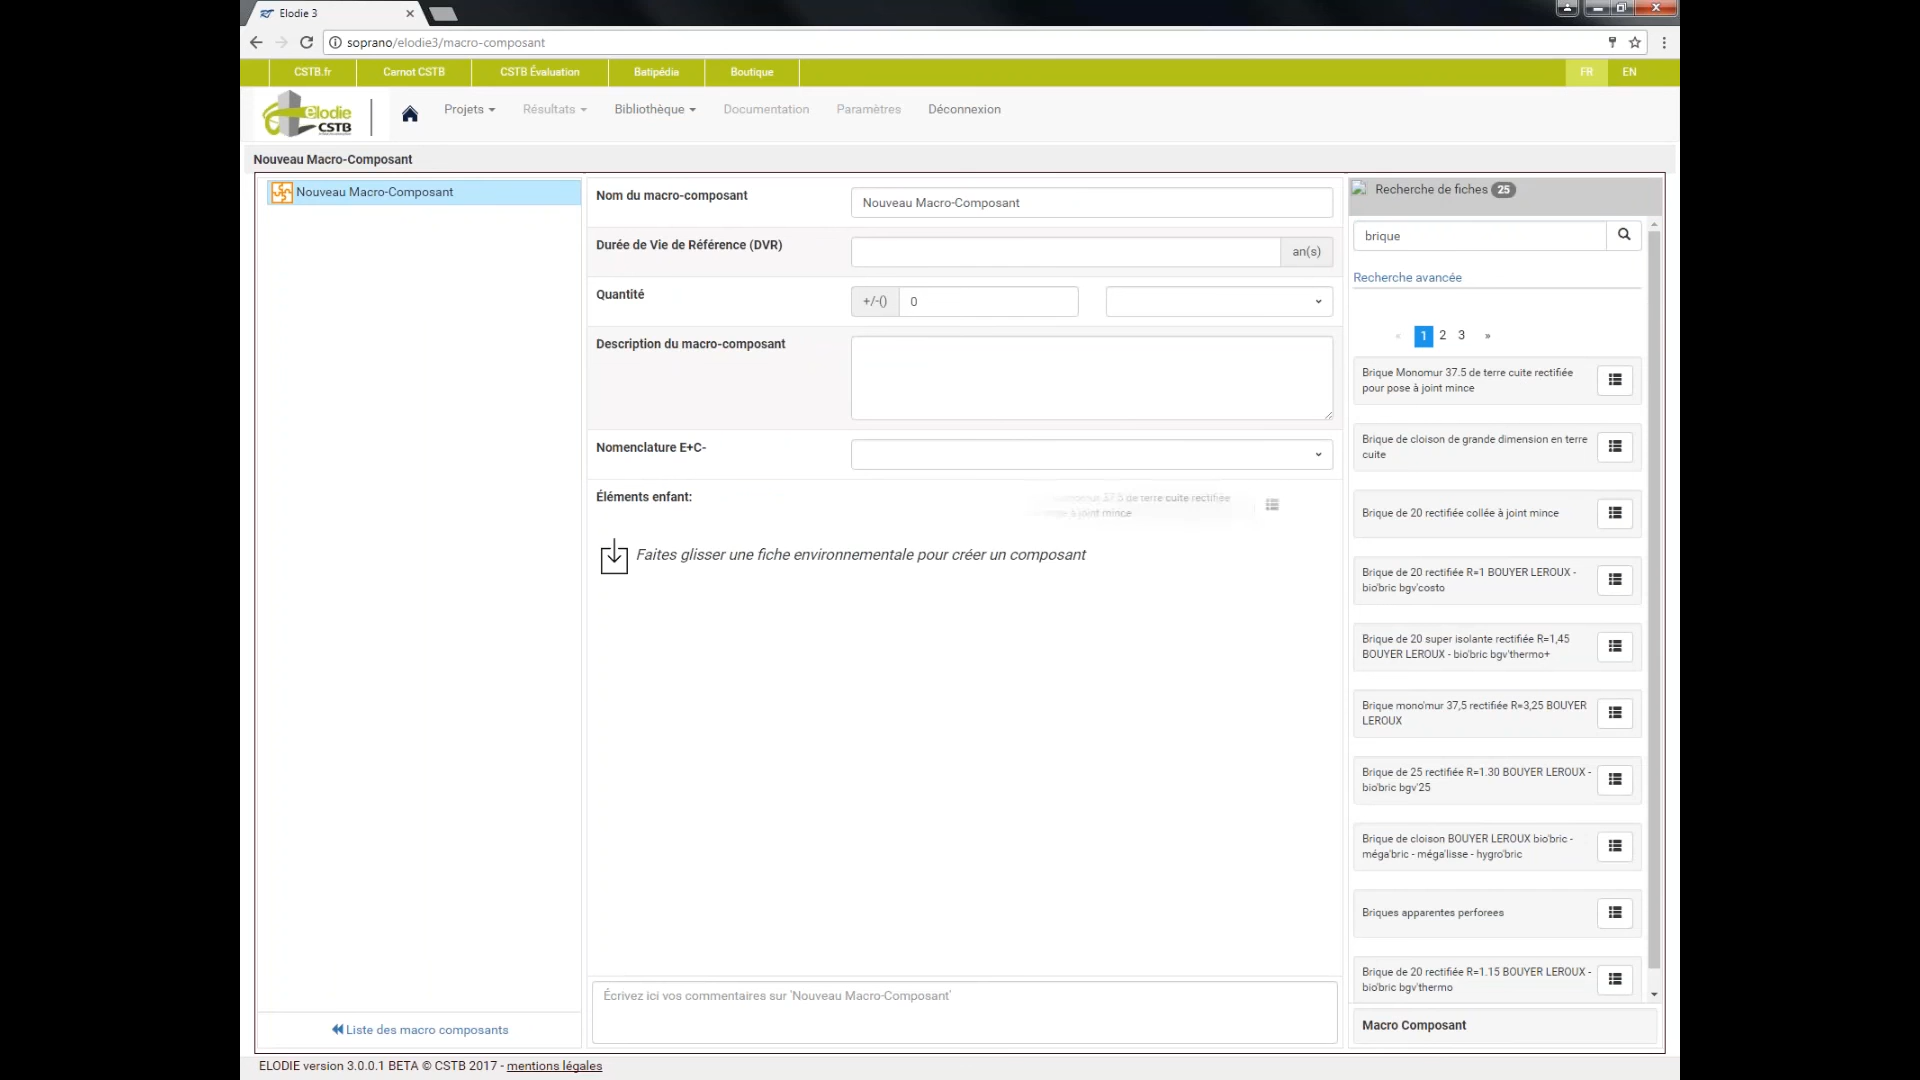 Elodie 3
soprano/elodie3/macro-composant
CSTB.fr Carnot CSTB CSTB Évaluation Batipédia Boutique FR EN
elodie
CSTB
Projets Résultats Bibliothèque Documentation Paramètres Déconnexion
Nouveau Macro-Composant
Nouveau Macro-Composant
Liste des macro composants
Nom du macro-composant
Nouveau Macro-Composant
Durée de Vie de Référence (DVR)
an(s)
Quantité
+/-() 0
Description du macro-composant
Nomenclature E+C-
Éléments enfant:
37.5 de terre cuite rectifiée
à joint mince
Faites glisser une fiche environnementale pour créer un composant
Écrivez ici vos commentaires sur 'Nouveau Macro-Composant'
Recherche de fiches 25
brique
Recherche avancée
« 1 2 3 »
Brique Monomur 37.5 de terre cuite rectifiée
pour pose à joint mince
Brique de cloison de grande dimension en terre
cuite
Brique de 20 rectifiée collée à joint mince
Brique de 20 rectifiée R=1 BOUYER LEROUX -
bio'bric bgv'costo
Brique de 20 super isolante rectifiée R=1,45
BOUYER LEROUX - bio'bric bgv'thermo+
Brique mono'mur 37,5 rectifiée R=3,25 BOUYER
LEROUX
Brique de 25 rectifiée R=1.30 BOUYER LEROUX -
bio'bric bgv'25
Brique de cloison BOUYER LEROUX bio'bric -
méga'bric - méga'lisse - hygro'bric
Briques apparentes perforees
Brique de 20 rectifiée R=1.15 BOUYER LEROUX -
bio'bric bgv'thermo
Macro Composant
ELODIE version 3.0.0.1 BETA © CSTB 2017 - mentions légales